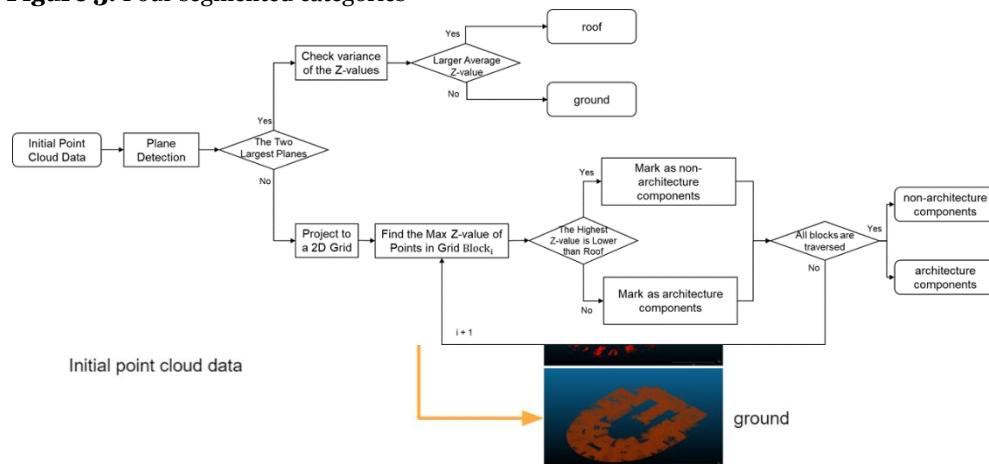 Figure 3. Four segmented categories
roof
Yes
Check variance
of the Z-values
Larger Average
Z-value
No
ground
Yes
Initial Point
Cloud Data
Plane
Detection
The Two
Largest Planes
No
Yes
Mark as non-
architecture
components
non-architecture
components
Project to
a 2D Grid
Find the Max Z-value of
Points in Grid Blockᵢ
The Highest
Z-value is Lower
than Roof
All blocks are
traversed
Yes
No
No
Mark as architecture
components
architecture
components
i + 1
Initial point cloud data
ground